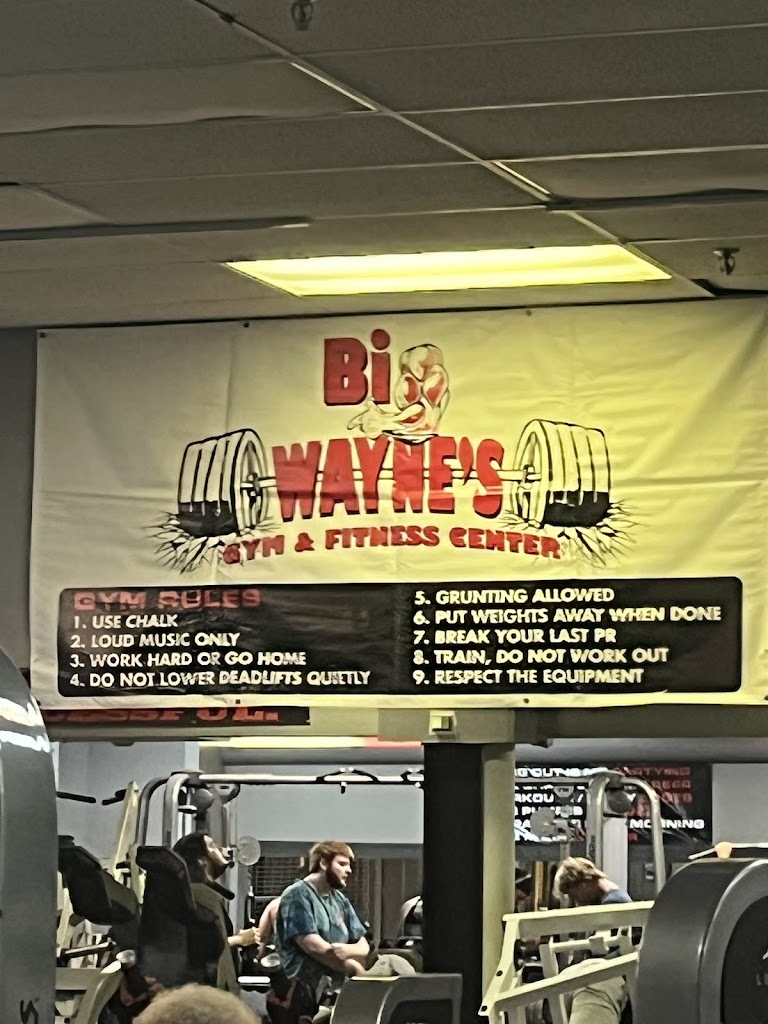 Bi
WAYNE'S
GYM & FITNESS CENTER
GYM RULES
1. USE CHALK
2. LOUD MUSIC ONLY
3. WORK HARD OR GO HOME
4. DO NOT LOWER DEADLIFTS QUIETLY
5. GRUNTING ALLOWED
6. PUT WEIGHTS AWAY WHEN DONE
7. BREAK YOUR LAST PR
8. TRAIN, DO NOT WORK OUT
9. RESPECT THE EQUIPMENT
MORNING